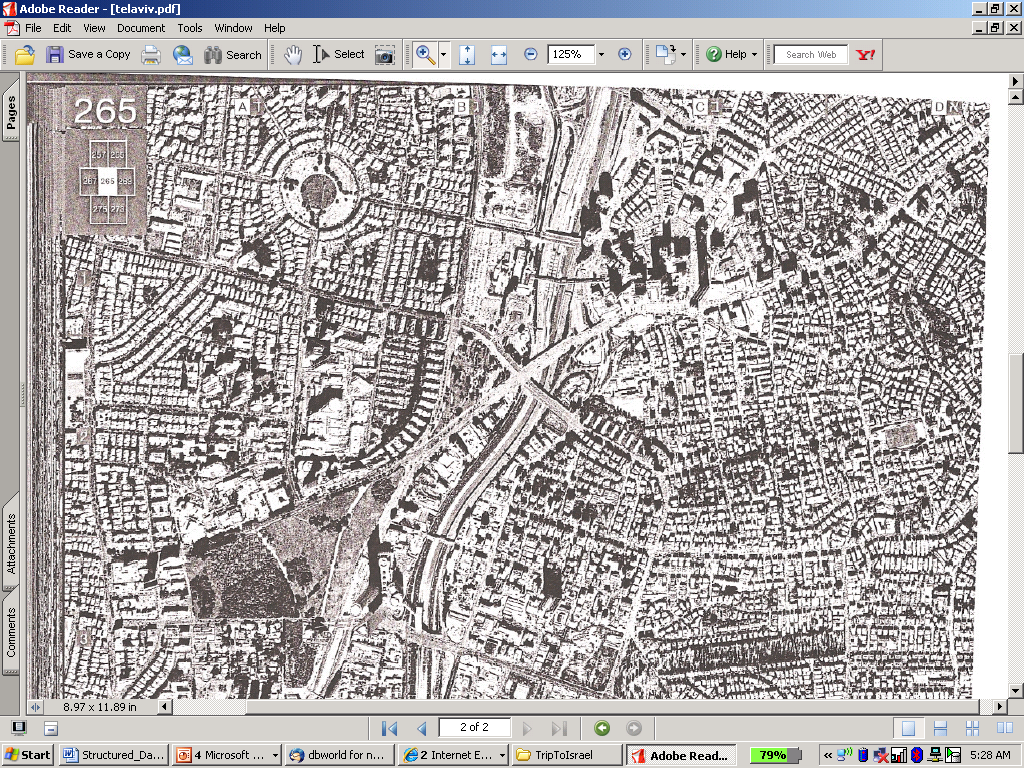 Adobe Reader - [telaviv.pdf]
File Edit View Document Tools Window Help
Save a Copy Search Select 125% Help Search Web Y!
Pages
265 A B C D
265
Attachments
Comments
8.97 x 11.89 in
2 of 2
Start Structured_Da... 4 Microsoft ... dbworld for n... 2 Internet E... TripToIsrael Adobe Read... 79% « 5:28 AM